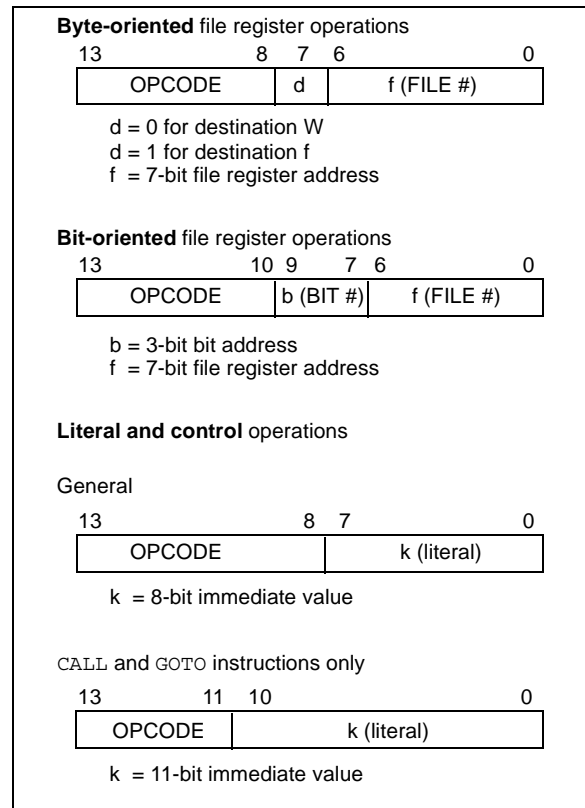 Byte-oriented file register operations
13 8 7 6 0
OPCODE d f (FILE #)
d = 0 for destination W
d = 1 for destination f
f = 7-bit file register address
Bit-oriented file register operations
13 10 9 7 6 0
OPCODE b (BIT #) f (FILE #)
b = 3-bit bit address
f = 7-bit file register address
Literal and control operations
General
13 8 7 0
OPCODE k (literal)
k = 8-bit immediate value
CALL and GOTO instructions only
13 11 10 0
OPCODE k (literal)
k = 11-bit immediate value